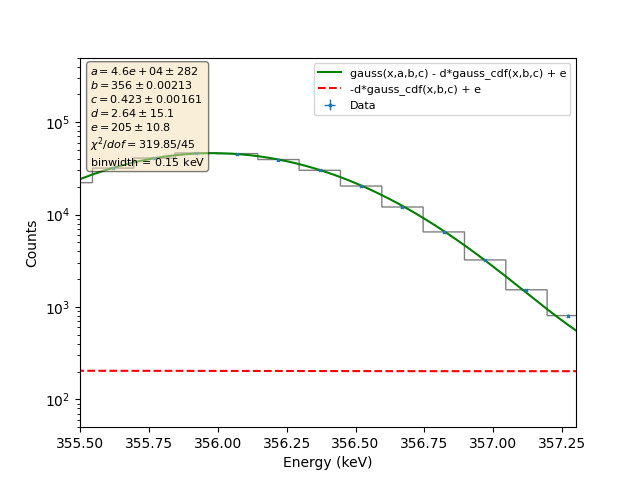 a = 4.6e + 04 ± 282
b = 356 ± 0.00213
c = 0.423 ± 0.00161
d = 2.64 ± 15.1
e = 205 ± 10.8
χ²/dof = 319.85/45
binwidth = 0.15 keV
gauss(x,a,b,c) - d*gauss_cdf(x,b,c) + e
-d*gauss_cdf(x,b,c) + e
Data
10⁵
10⁴
10³
10²
Counts
355.50 355.75 356.00 356.25 356.50 356.75 357.00 357.25
Energy (keV)